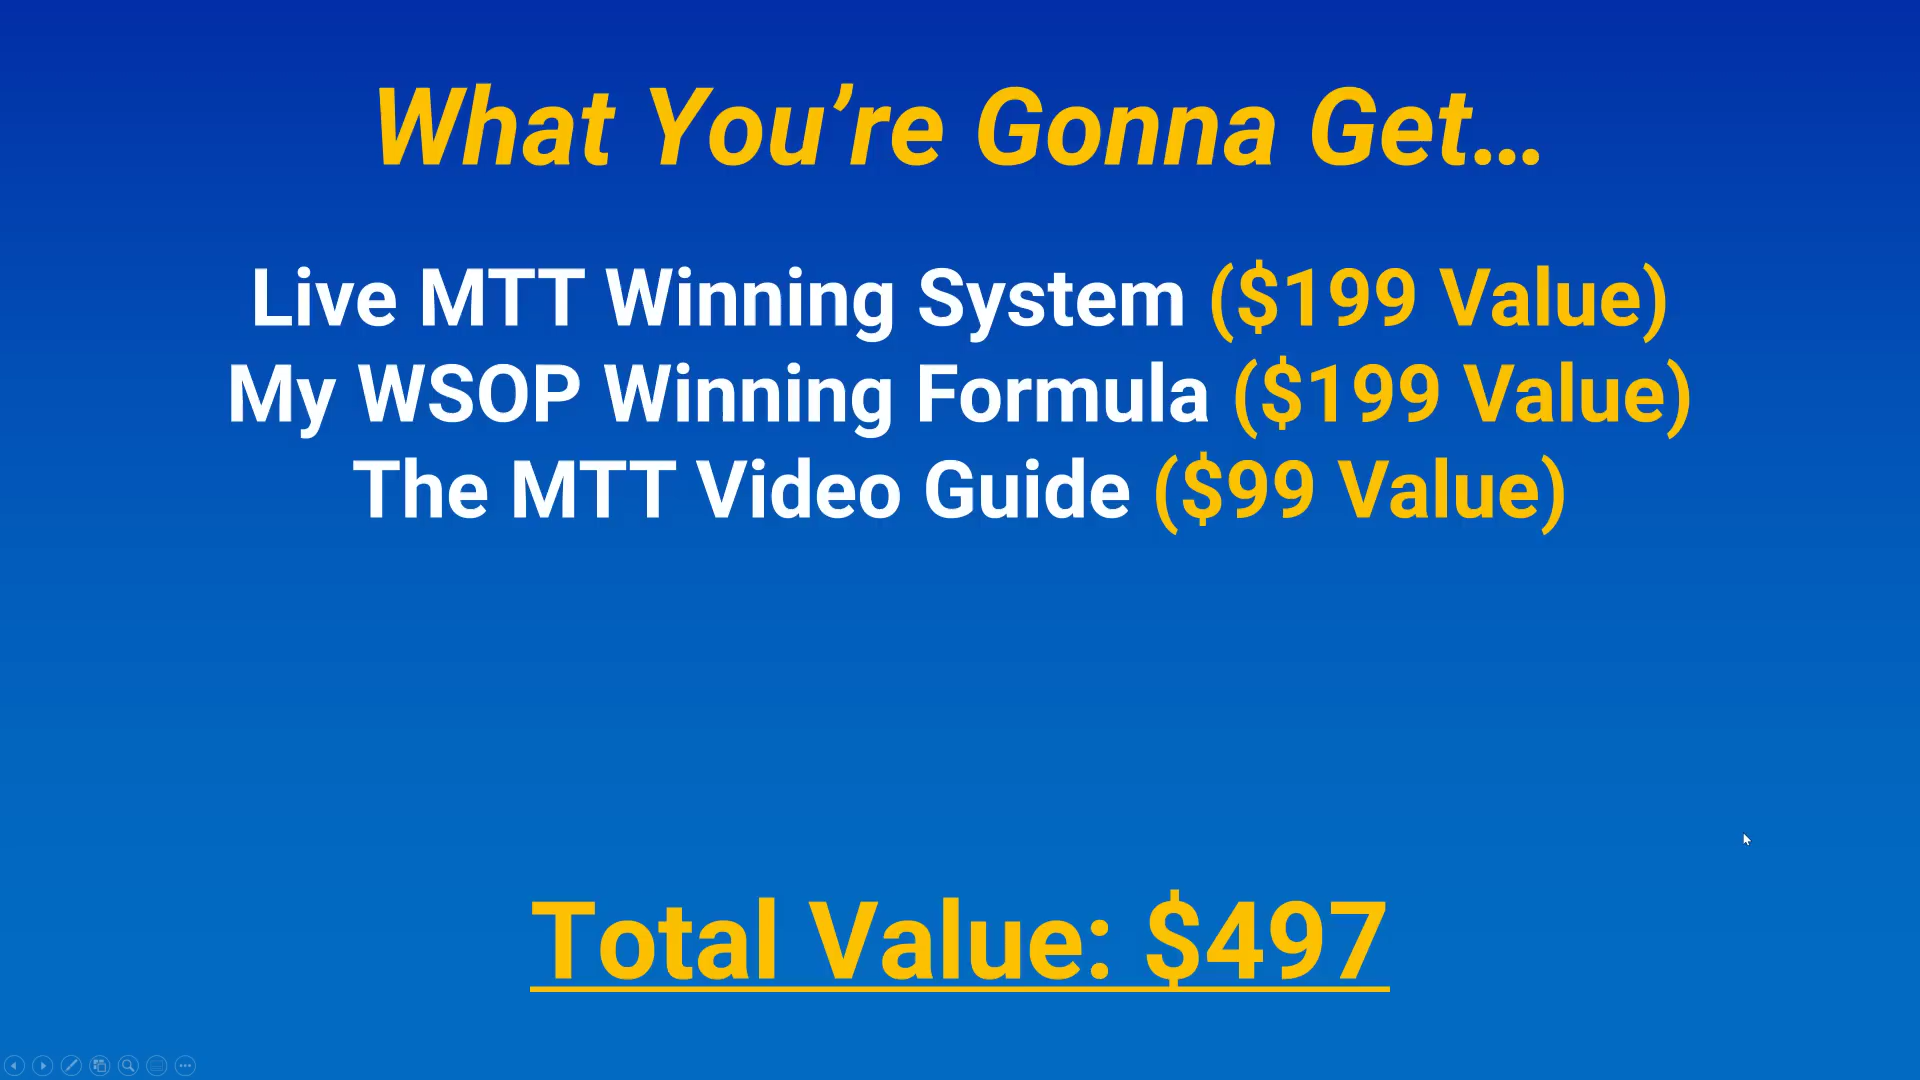 What You’re Gonna Get…
Live MTT Winning System ($199 Value)
My WSOP Winning Formula ($199 Value)
The MTT Video Guide ($99 Value)
Total Value: $497